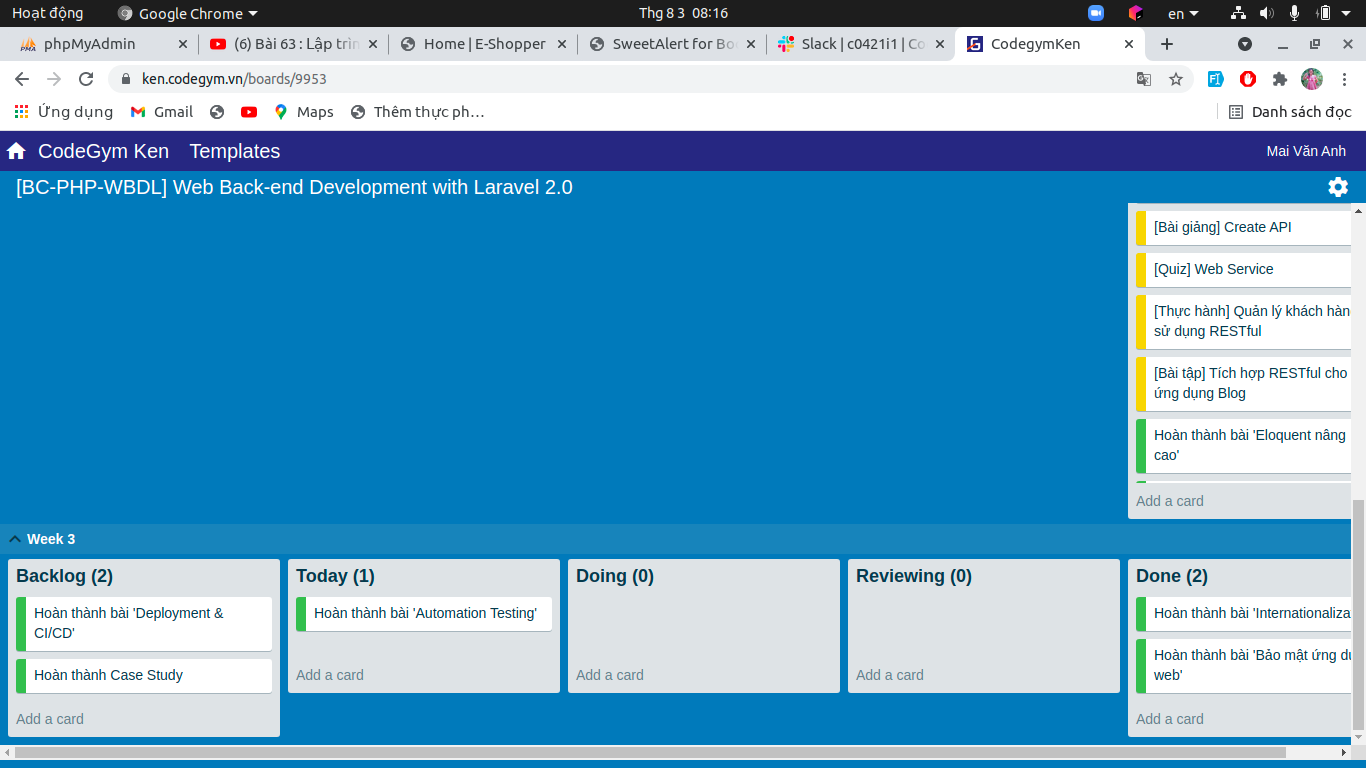 Hoạt động
Google Chrome
Thg 8 3 08:16
en
phpMyAdmin
(6) Bài 63 : Lập trìn
Home | E-Shopper
SweetAlert for Bo
Slack | c0421i1 | Co
CodegymKen
ken.codegym.vn/boards/9953
Ứng dụng
Gmail
Maps
Thêm thực ph…
Danh sách đọc
CodeGym Ken
Templates
Mai Văn Anh
[BC-PHP-WBDL] Web Back-end Development with Laravel 2.0
[Bài giảng] Create API
[Quiz] Web Service
[Thực hành] Quản lý khách hàn
sử dụng RESTful
[Bài tập] Tích hợp RESTful cho
ứng dụng Blog
Hoàn thành bài 'Eloquent nâng
cao'
Add a card
Week 3
Backlog (2)
Hoàn thành bài 'Deployment &
CI/CD'
Hoàn thành Case Study
Add a card
Today (1)
Hoàn thành bài 'Automation Testing'
Add a card
Doing (0)
Add a card
Reviewing (0)
Add a card
Done (2)
Hoàn thành bài 'Internationaliza
Hoàn thành bài 'Bảo mật ứng dụ
web'
Add a card